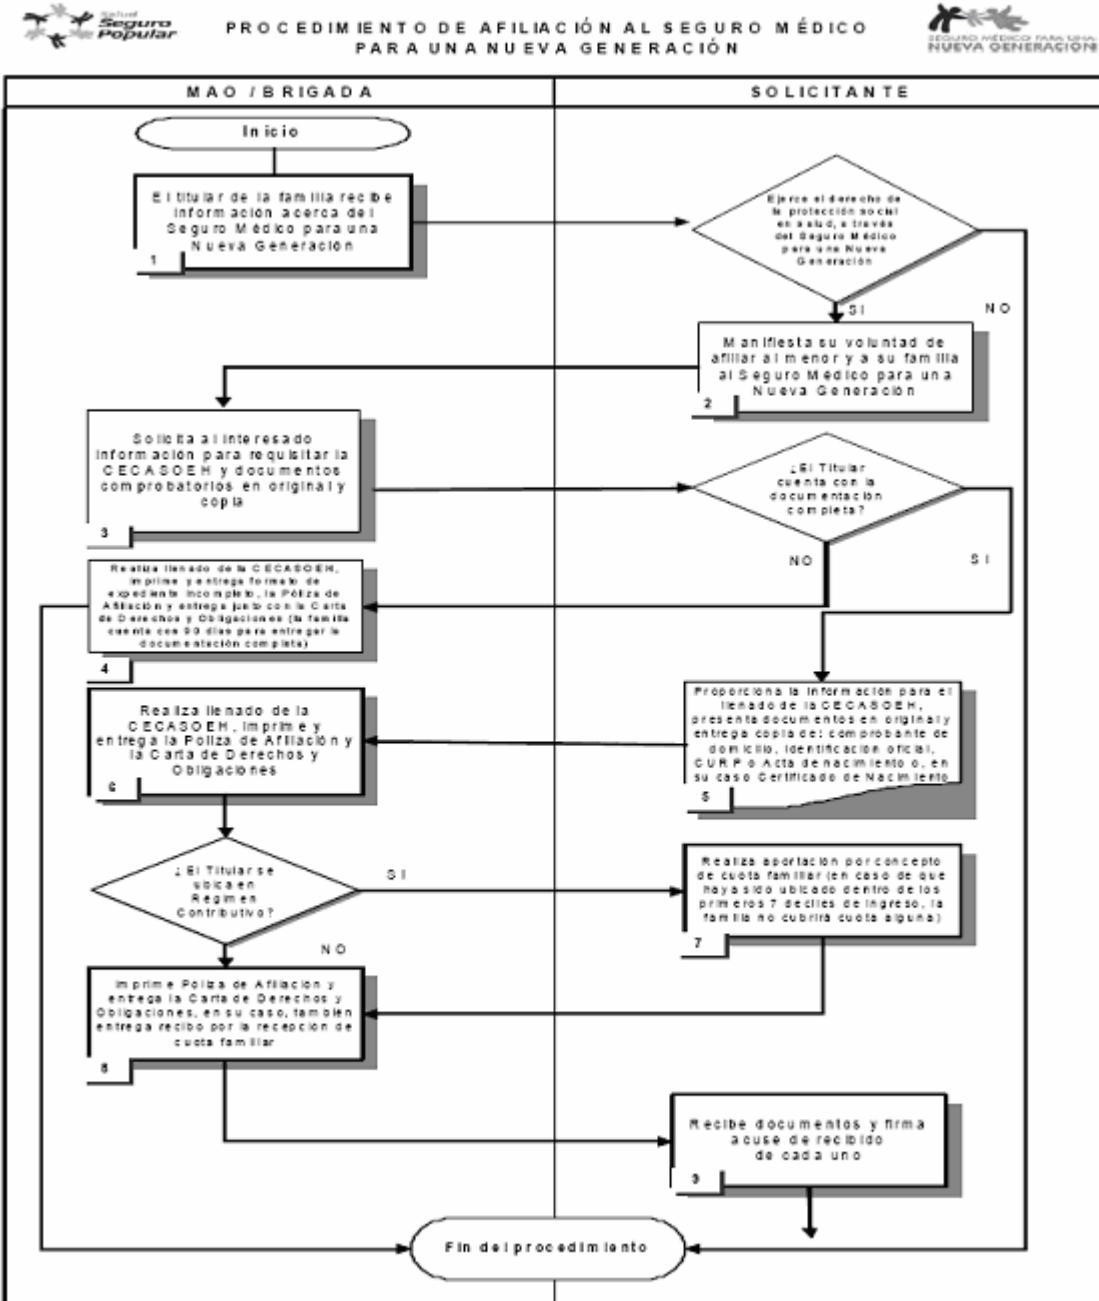 Salud
Seguro
Popular
PROCEDIMIENTO DE AFILIACIÓN AL SEGURO MÉDICO
PARA UNA NUEVA GENERACIÓN
SEGURO MÉDICO PARA UNA
NUEVA GENERACIÓN
MAO / BRIGADA
SOLICITANTE
Inicio
El titular de la familia recibe
información acerca del
Seguro Médico para una
Nueva Generación
1
Ejerce el derecho de
la protección social
en salud, a través
del Seguro Médico
para una Nueva
Generación
SI
NO
Manifiesta su voluntad de
afiliar al menor y a su familia
al Seguro Médico para una
Nueva Generación
2
Solicita al interesado
información para requisitar la
CECASOEH y documentos
comprobatorios en original y
copia
3
¿El Titular
cuenta con la
documentación
completa?
NO
SI
Realiza llenado de la CECASOEH,
imprime y entrega formato de
expediente incompleto, la Póliza de
Afiliación y entrega junto con la Carta
de Derechos y Obligaciones (la familia
cuenta con 90 días para entregar la
documentación completa)
4
Proporciona la información para el
llenado de la CECASOEH,
presenta documentos en original y
entrega copia de: comprobante de
domicilio, identificación oficial,
CURP o Acta de nacimiento o, en
su caso Certificado de Nacimiento
5
Realiza llenado de la
CECASOEH, imprime y
entrega la Poliza de Afiliación y
la Carta de Derechos y
Obligaciones
6
¿El Titular se
ubica en
Régimen
Contributivo?
SI
NO
Realiza aportación por concepto
de cuota familiar (en caso de que
haya sido ubicado dentro de los
primeros 7 deciles de ingreso, la
familia no cubrirá cuota alguna)
7
Imprime Poliza de Afiliación y
entrega la Carta de Derechos y
Obligaciones, en su caso, también
entrega recibo por la recepción de
cuota familiar
8
Recibe documentos y firma
acuse de recibido
de cada uno
9
Fin del procedimiento